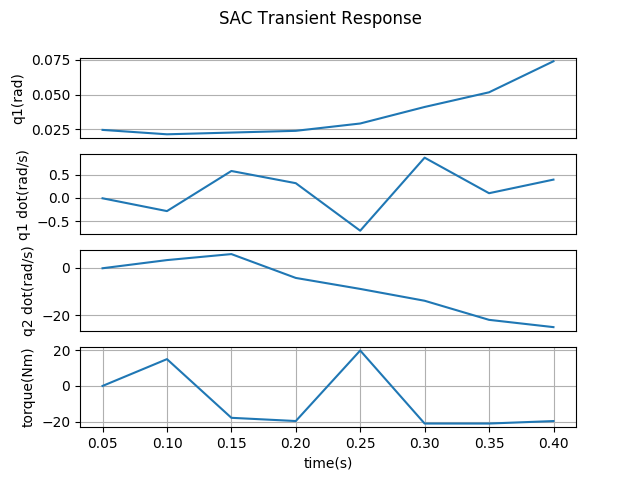 SAC Transient Response
0.075
0.050
0.025
q1(rad)
0.5
0.0
−0.5
q1 dot(rad/s)
0
−20
q2 dot(rad/s)
20
0
−20
torque(Nm)
0.05 0.10 0.15 0.20 0.25 0.30 0.35 0.40
time(s)